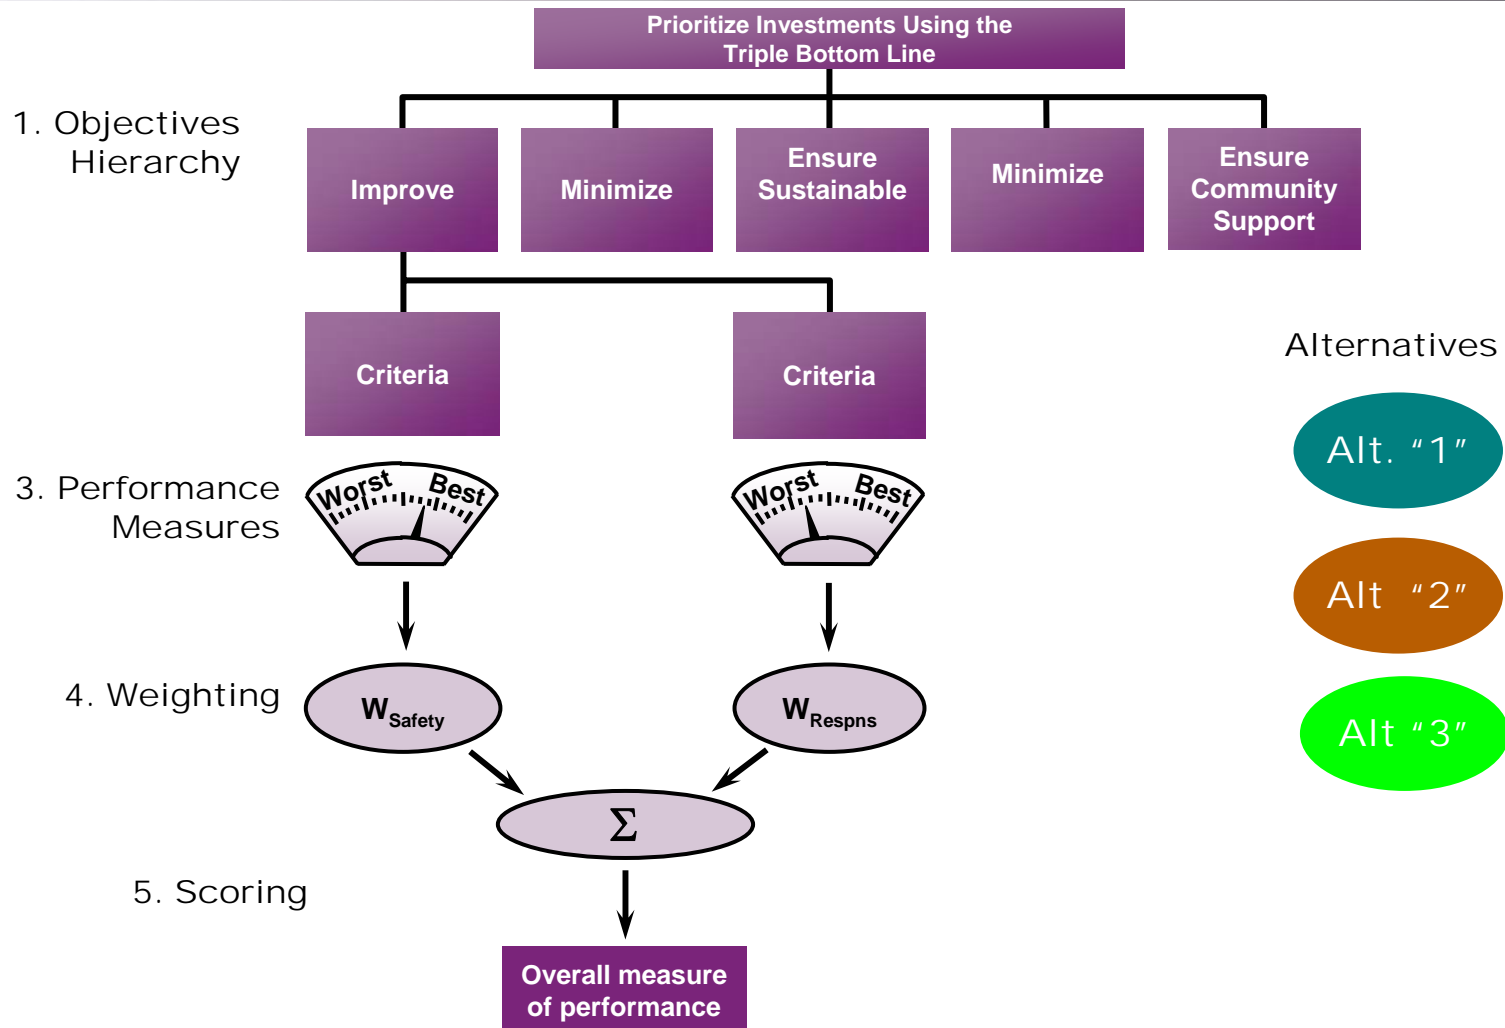 Prioritize Investments Using the
Triple Bottom Line
1. Objectives
Hierarchy
Improve
Minimize
Ensure
Sustainable
Minimize
Ensure
Community
Support
Criteria
Criteria
Alternatives
Alt. “1”
Alt “2”
Alt “3”
3. Performance
Measures
Worst Best
Worst Best
4. Weighting
WSafety
WRespns
Σ
5. Scoring
Overall measure
of performance